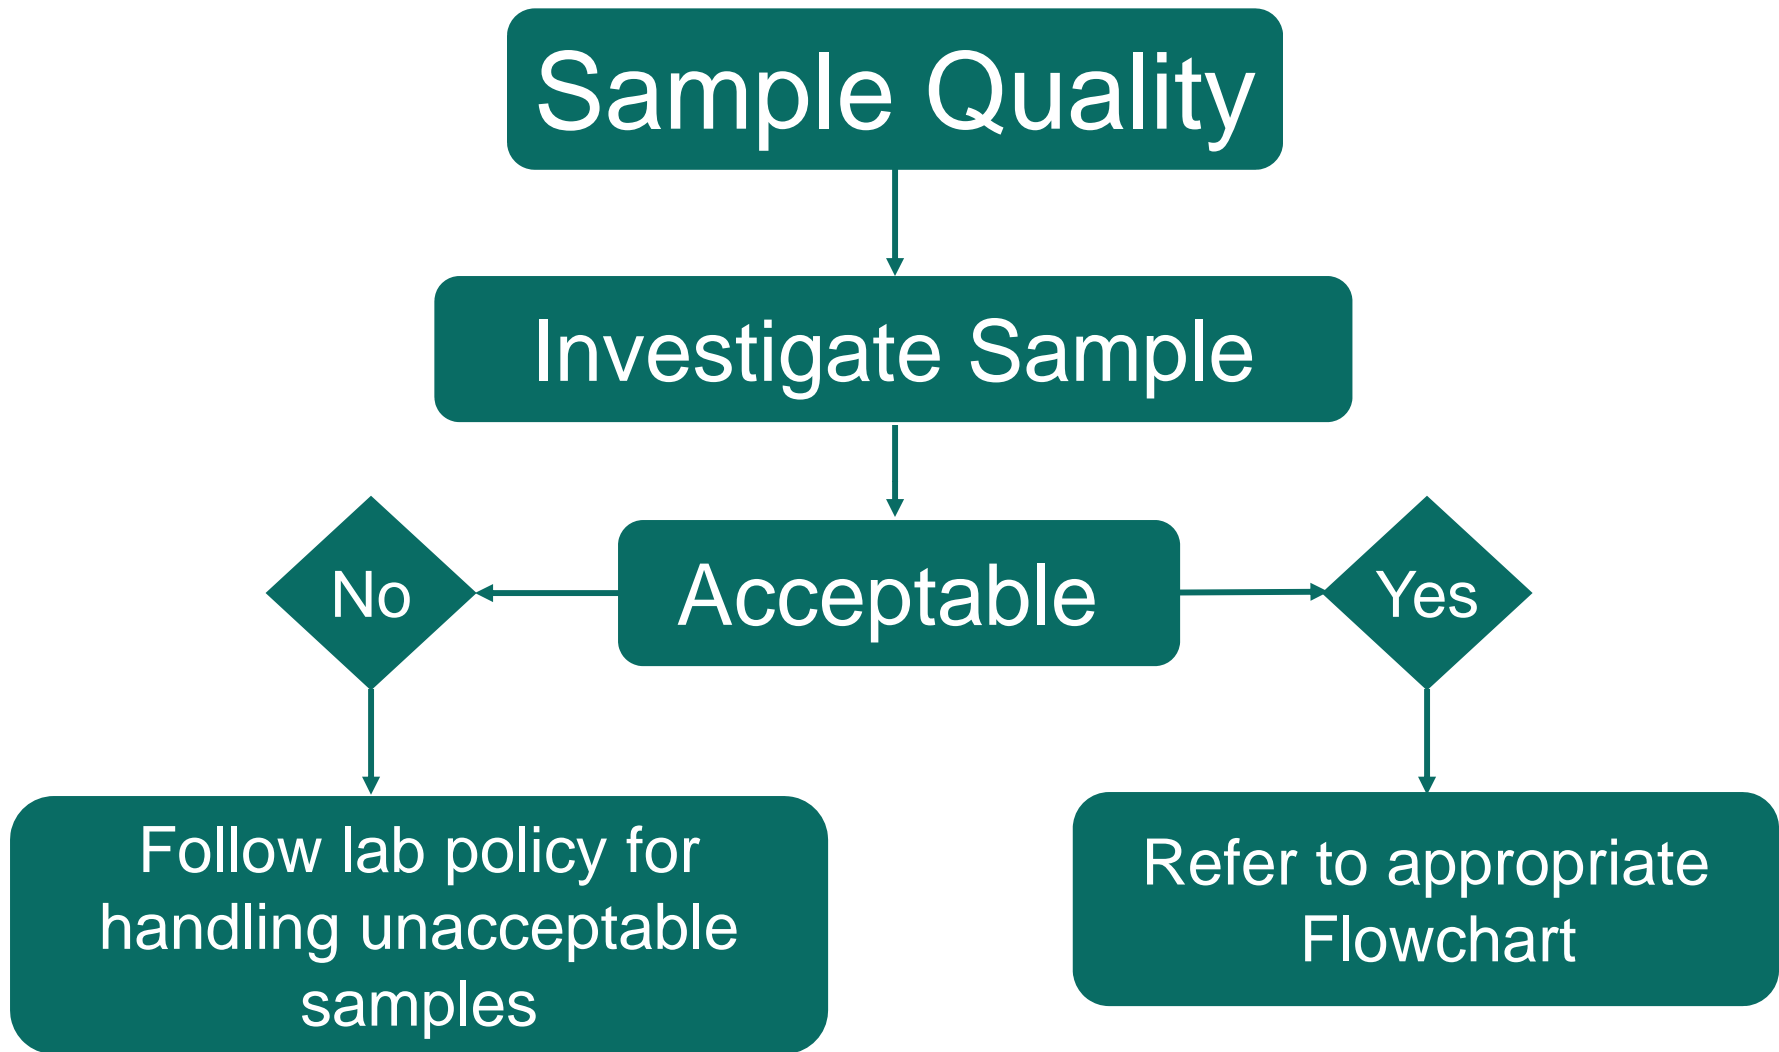 Sample Quality
Investigate Sample
No
Acceptable
Yes
Follow lab policy for
handling unacceptable
samples
Refer to appropriate
Flowchart